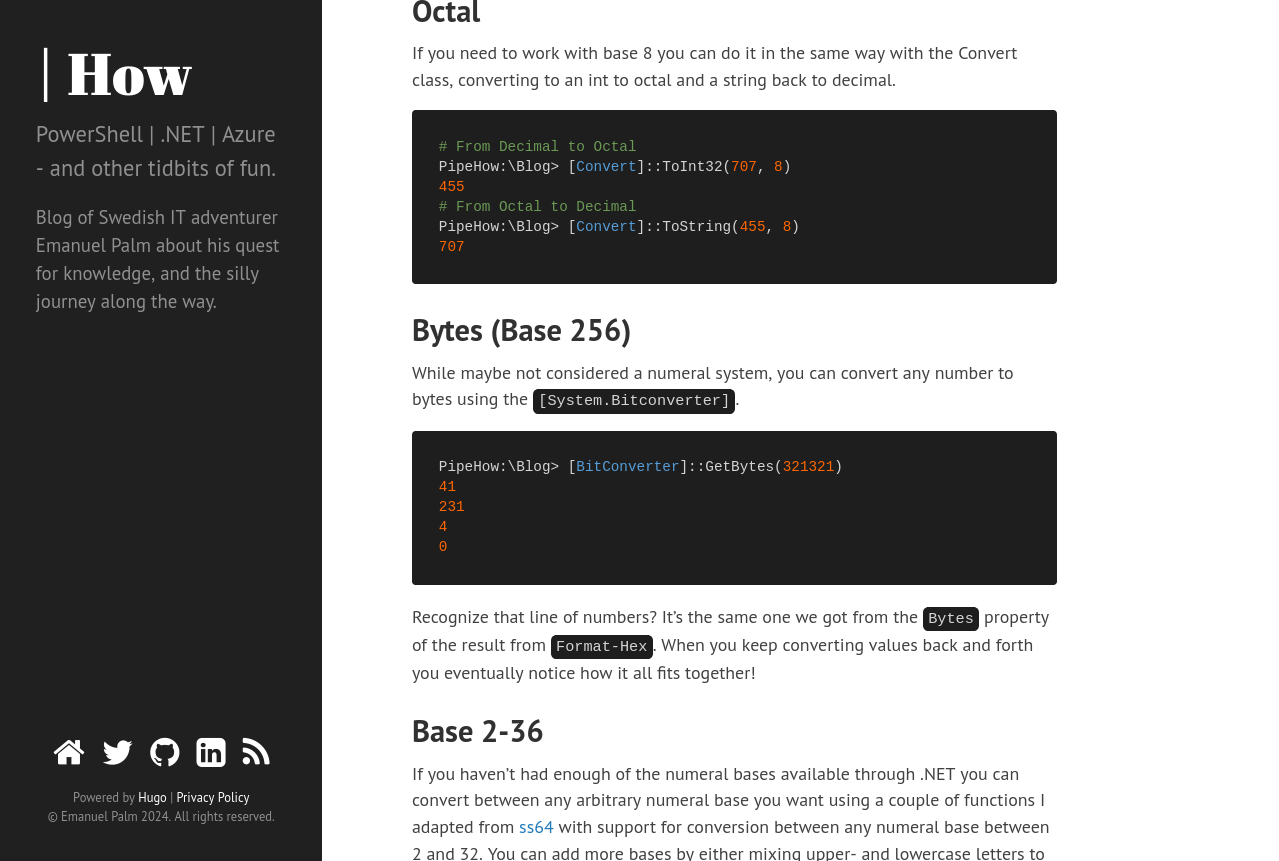 | How
PowerShell | .NET | Azure
- and other tidbits of fun.
Blog of Swedish IT adventurer
Emanuel Palm about his quest
for knowledge, and the silly
journey along the way.
Powered by Hugo | Privacy Policy
© Emanuel Palm 2024. All rights reserved.
Octal
If you need to work with base 8 you can do it in the same way with the Convert
class, converting to an int to octal and a string back to decimal.
# From Decimal to Octal
PipeHow:\Blog> [Convert]::ToInt32(707, 8)
455
# From Octal to Decimal
PipeHow:\Blog> [Convert]::ToString(455, 8)
707
Bytes (Base 256)
While maybe not considered a numeral system, you can convert any number to
bytes using the [System.Bitconverter].
PipeHow:\Blog> [BitConverter]::GetBytes(321321)
41
231
4
0
Recognize that line of numbers? It’s the same one we got from the Bytes property
of the result from Format-Hex. When you keep converting values back and forth
you eventually notice how it all fits together!
Base 2-36
If you haven’t had enough of the numeral bases available through .NET you can
convert between any arbitrary numeral base you want using a couple of functions I
adapted from ss64 with support for conversion between any numeral base between
2 and 32. You can add more bases by either mixing upper- and lowercase letters to